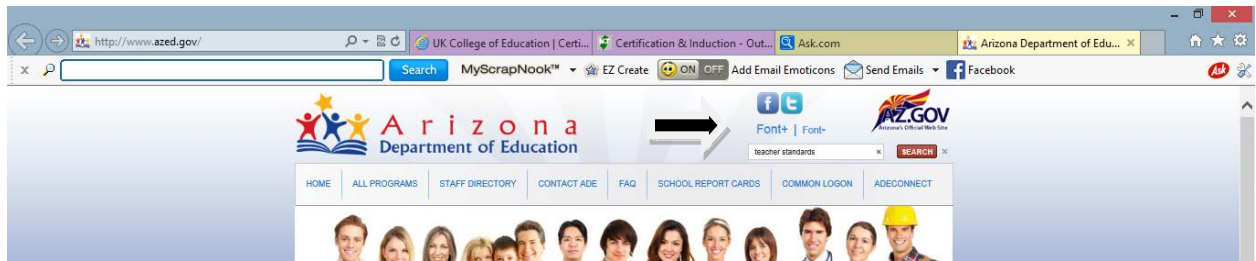 http://www.azed.gov/ UK College of Education | Certi... Certification & Induction - Out... Ask.com Arizona Department of Edu...
Search MyScrapNook™ EZ Create ON OFF Add Email Emoticons Send Emails Facebook Ask
Arizona
Department of Education
Font+ | Font-
AZ.GOV
Arizona's Official Web Site
teacher standards SEARCH
HOME ALL PROGRAMS STAFF DIRECTORY CONTACT ADE FAQ SCHOOL REPORT CARDS COMMON LOGON ADECONNECT